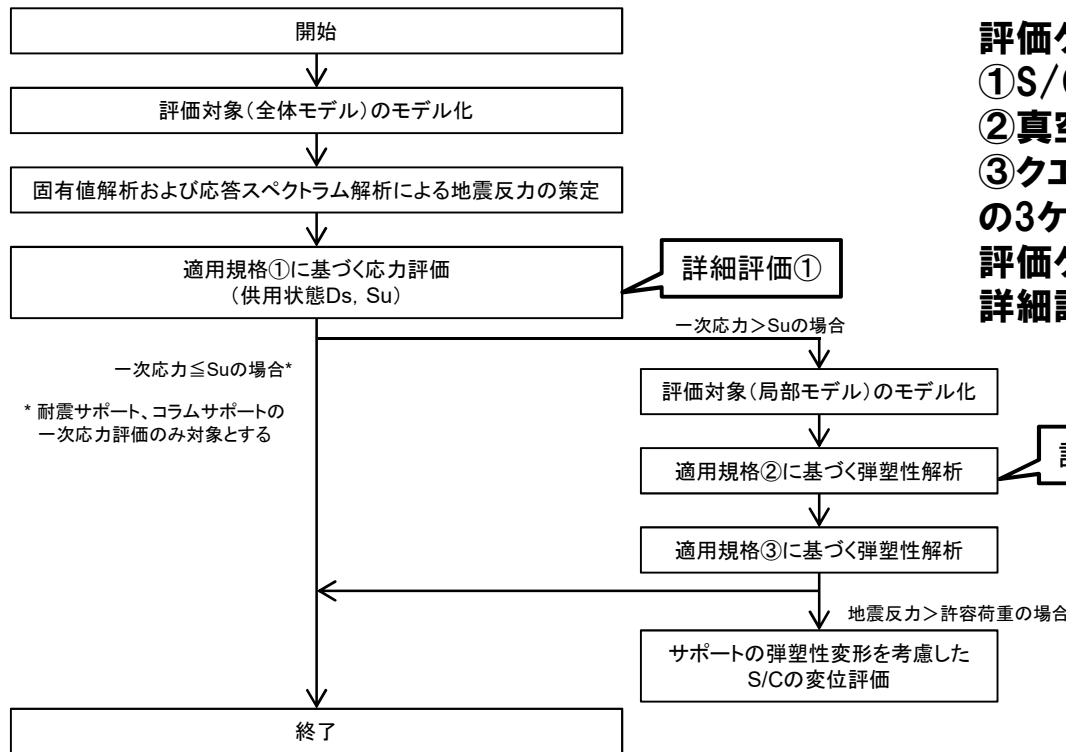 開始
評価対象（全体モデル）のモデル化
固有値解析および応答スペクトラム解析による地震反力の策定
適用規格①に基づく応力評価
（供用状態Ds, Su）
詳細評価①
一次応力＞Suの場合
一次応力≦Suの場合*
* 耐震サポート、コラムサポートの
一次応力評価のみ対象とする
評価対象（局部モデル）のモデル化
適用規格②に基づく弾塑性解析
適用規格③に基づく弾塑性解析
地震反力＞許容荷重の場合
サポートの弾塑性変形を考慮した
S/Cの変位評価
終了
評価
①S/
②真空
③クエ
の3ケ
評価
詳細